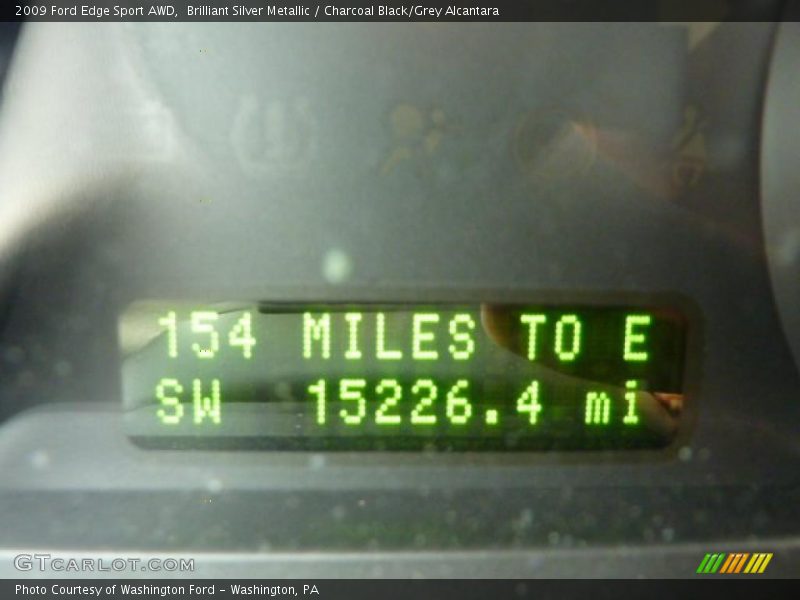 2009 Ford Edge Sport AWD,  Brilliant Silver Metallic / Charcoal Black/Grey Alcantara
154 MILES TO E
SW 15226.4 mi
GTCARLOT.COM
Photo Courtesy of Washington Ford - Washington, PA